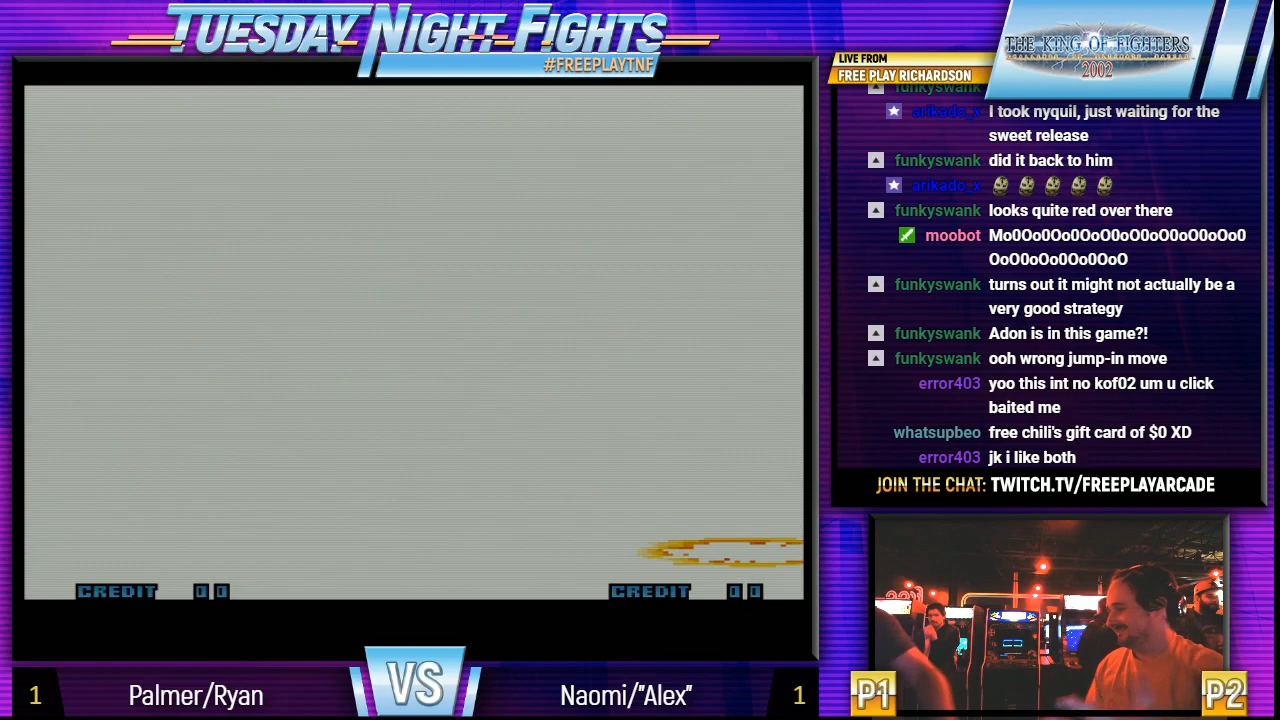 TUESDAY NIGHT FIGHTS
#FREEPLAYTNF
LIVE FROM
FREE PLAY RICHARDSON
THE KING OF FIGHTERS
2002
funkyswank
arikado_x I took nyquil, just waiting for the
sweet release
funkyswank did it back to him
arikado_x
funkyswank looks quite red over there
moobot Mo0Oo0Oo0OoO0oO0oO0oO0oOo0
OoO0oOo0Oo0OoO
funkyswank turns out it might not actually be a
very good strategy
funkyswank Adon is in this game?!
funkyswank ooh wrong jump-in move
error403 yoo this int no kof02 um u click
baited me
whatsupbeo free chili's gift card of $0 XD
error403 jk i like both
JOIN THE CHAT: TWITCH.TV/FREEPLAYARCADE
CREDIT 00
CREDIT 00
1 Palmer/Ryan VS Naomi/"Alex" 1
P1
P2